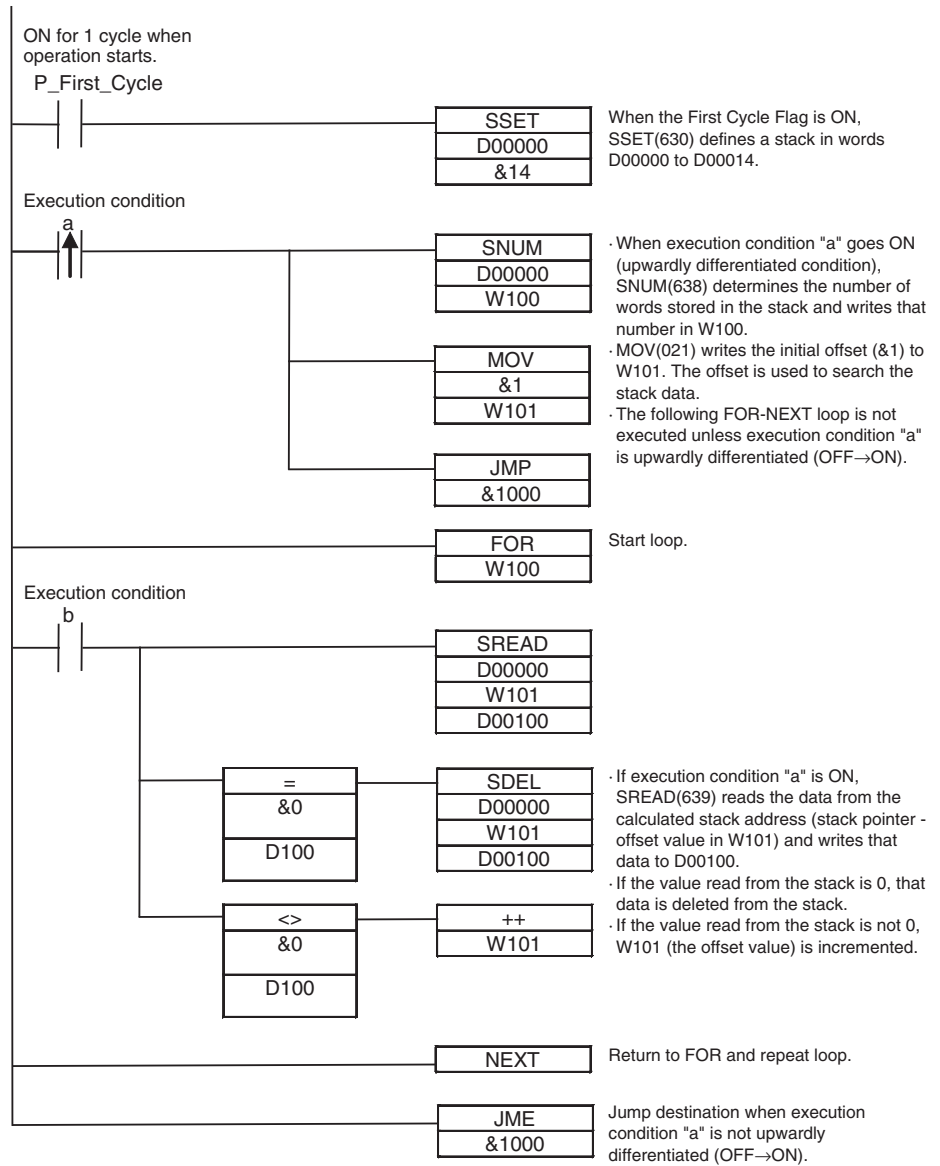 ON for 1 cycle when
operation starts.
P_First_Cycle
SSET
D00000
&14
When the First Cycle Flag is ON,
SSET(630) defines a stack in words
D00000 to D00014.
Execution condition
a
SNUM
D00000
W100
· When execution condition "a" goes ON
(upwardly differentiated condition),
SNUM(638) determines the number of
words stored in the stack and writes that
number in W100.
· MOV(021) writes the initial offset (&1) to
W101. The offset is used to search the
stack data.
· The following FOR-NEXT loop is not
executed unless execution condition "a"
is upwardly differentiated (OFF→ON).
MOV
&1
W101
JMP
&1000
FOR
W100
Start loop.
Execution condition
b
SREAD
D00000
W101
D00100
=
&0
D100
SDEL
D00000
W101
D00100
· If execution condition "a" is ON,
SREAD(639) reads the data from the
calculated stack address (stack pointer -
offset value in W101) and writes that
data to D00100.
· If the value read from the stack is 0, that
data is deleted from the stack.
· If the value read from the stack is not 0,
W101 (the offset value) is incremented.
<>
&0
D100
++
W101
NEXT
Return to FOR and repeat loop.
JME
&1000
Jump destination when execution
condition "a" is not upwardly
differentiated (OFF→ON).